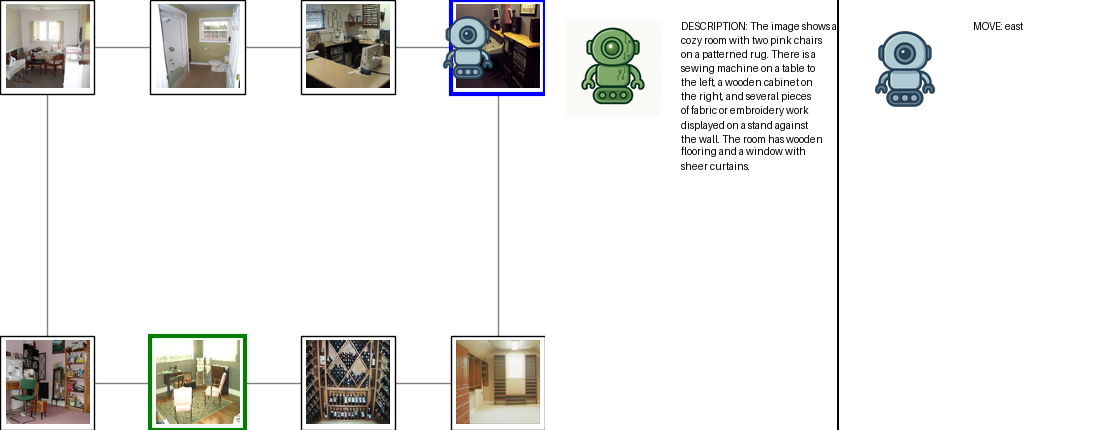 DESCRIPTION: The image shows a
cozy room with two pink chairs
on a patterned rug. There is a
sewing machine on a table to
the left, a wooden cabinet on
the right, and several pieces
of fabric or embroidery work
displayed on a stand against
the wall. The room has wooden
flooring and a window with
sheer curtains.
MOVE: east